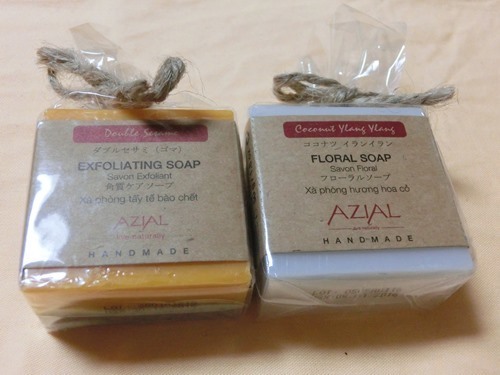 Double Sesame
ダブルセサミ（ゴマ）
EXFOLIATING SOAP
Savon Exfoliant
角質ケアソープ
Xà phòng tẩy tế bào chết
AZIAL
HANDMADE
Coconut Ylang Ylang
ココナツ イランイラン
FLORAL SOAP
Savon Floral
フローラルソープ
Xà phòng hương hoa cỏ
AZIAL
HANDMADE